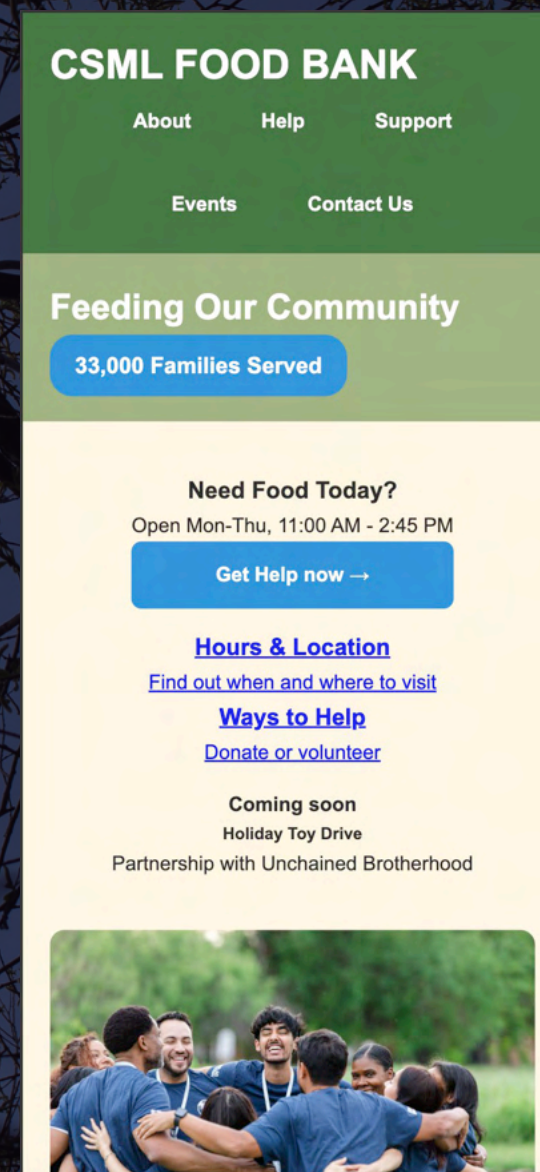 CSML FOOD BANK
About Help Support
Events Contact Us
Feeding Our Community
33,000 Families Served
Need Food Today?
Open Mon-Thu, 11:00 AM - 2:45 PM
Get Help now →
Hours & Location
Find out when and where to visit
Ways to Help
Donate or volunteer
Coming soon
Holiday Toy Drive
Partnership with Unchained Brotherhood